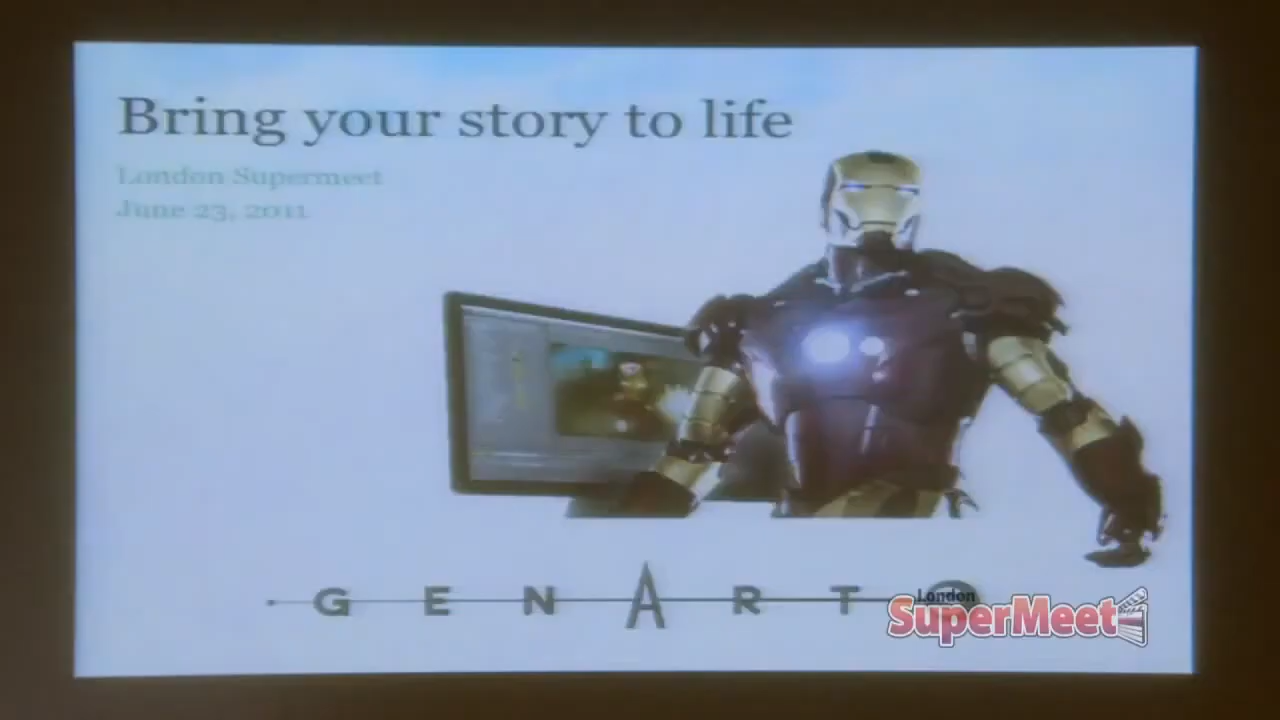 Bring your story to life
London Supermeet
June 23, 2011
GENARTS
London
SuperMeet